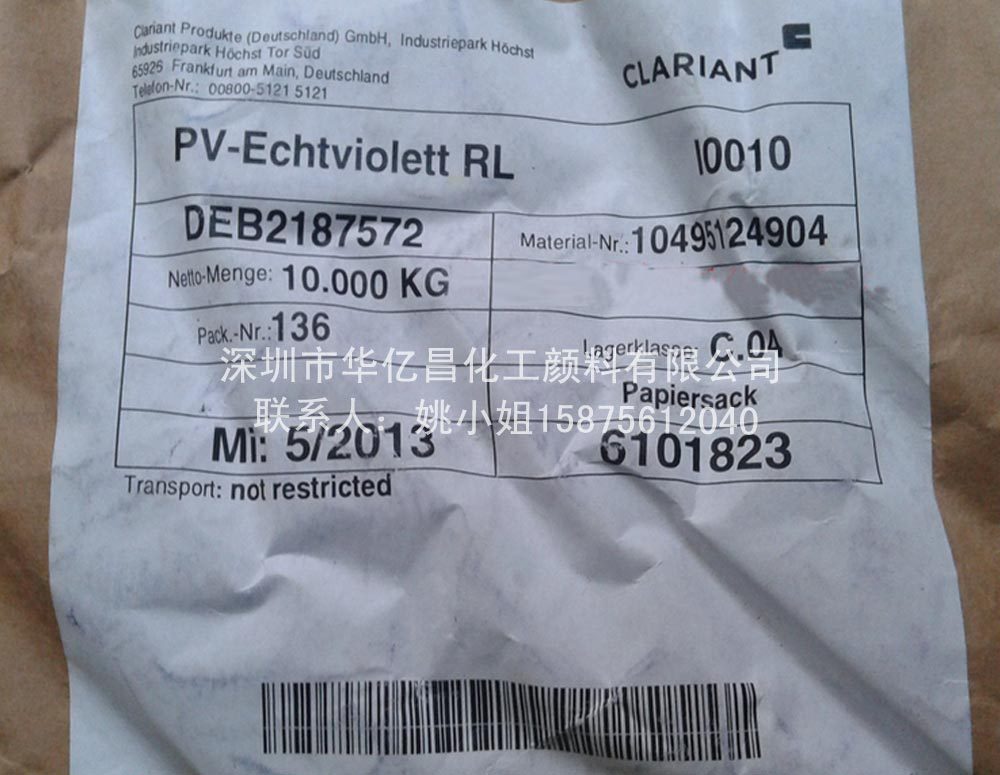 Clariant Produkte (Deutschland) GmbH, Industriepark Höchst
Industriepark Höchst Tor Süd
65926 Frankfurt am Main, Deutschland
Telefon-Nr.: 00800-5121 5121
CLARIANT
PV-Echtviolett RL I0010
DEB2187572 Material-Nr.: 10495124904
Netto-Menge: 10.000 KG
Pack.-Nr.: 136 Lagerklasse: C.04
深圳市华亿昌化工颜料有限公司
Papiersack
联系人：姚小姐15875612040
Mi: 5/2013 6101823
Transport: not restricted